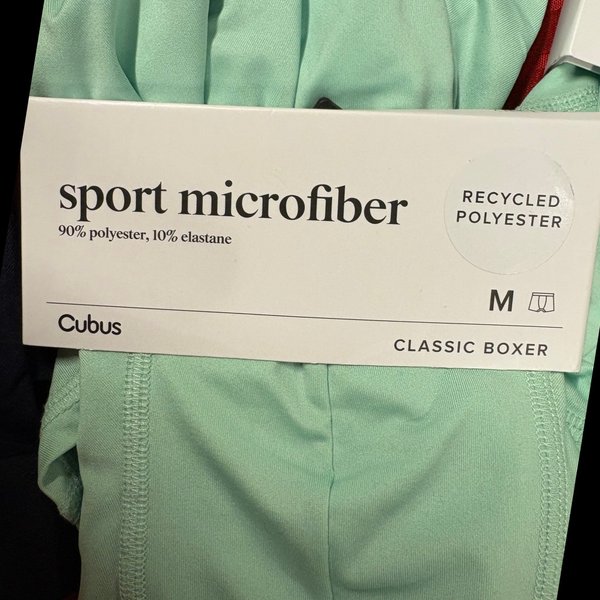 sport microfiber
90% polyester, 10% elastane
RECYCLED
POLYESTER
M
Cubus
CLASSIC BOXER